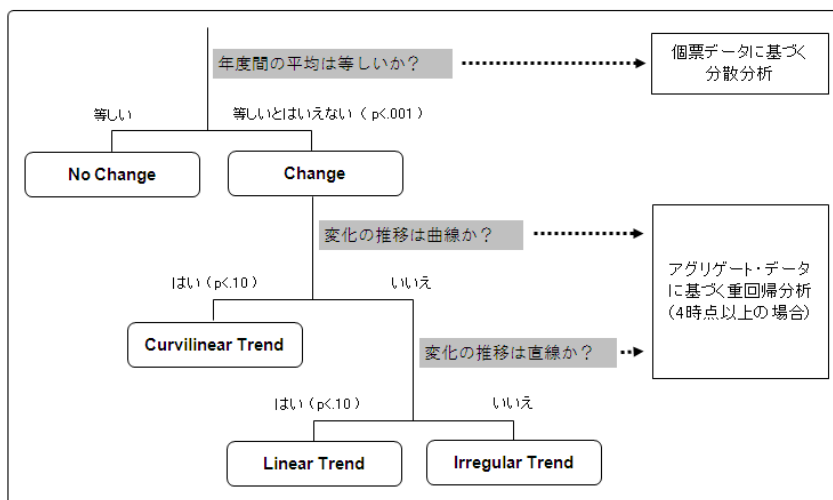 年度間の平均は等しいか？
個票データに基づく
分散分析
等しい
等しいとはいえない（ p<.001 ）
No Change
Change
変化の推移は曲線か？
アグリゲート・データ
に基づく重回帰分析
（4時点以上の場合）
はい（p<.10 ）
いいえ
Curvilinear Trend
変化の推移は直線か？
はい（p<.10 ）
いいえ
Linear Trend
Irregular Trend